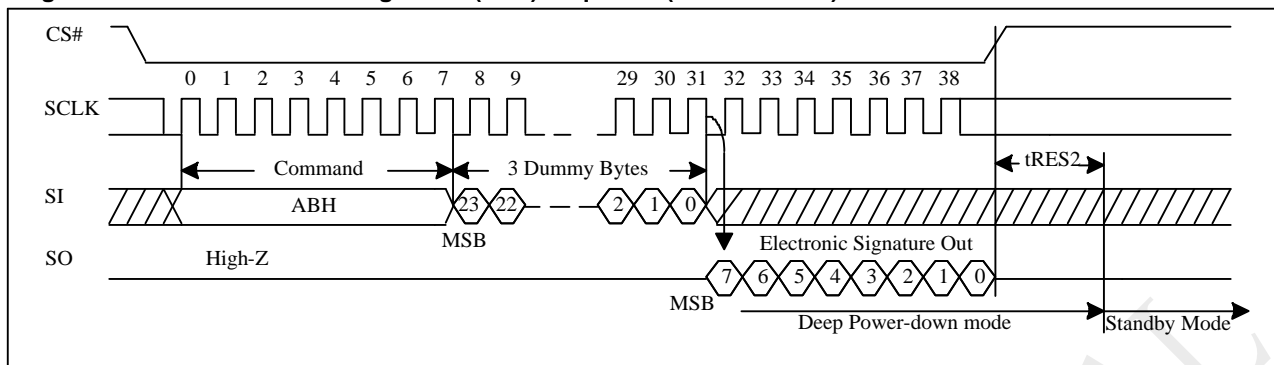 CS#
0 1 2 3 4 5 6 7 8 9 29 30 31 32 33 34 35 36 37 38
SCLK
Command 3 Dummy Bytes tRES2
SI ABH 23 22 2 1 0
MSB Electronic Signature Out
SO High-Z
7 6 5 4 3 2 1 0
MSB
Deep Power-down mode Standby Mode